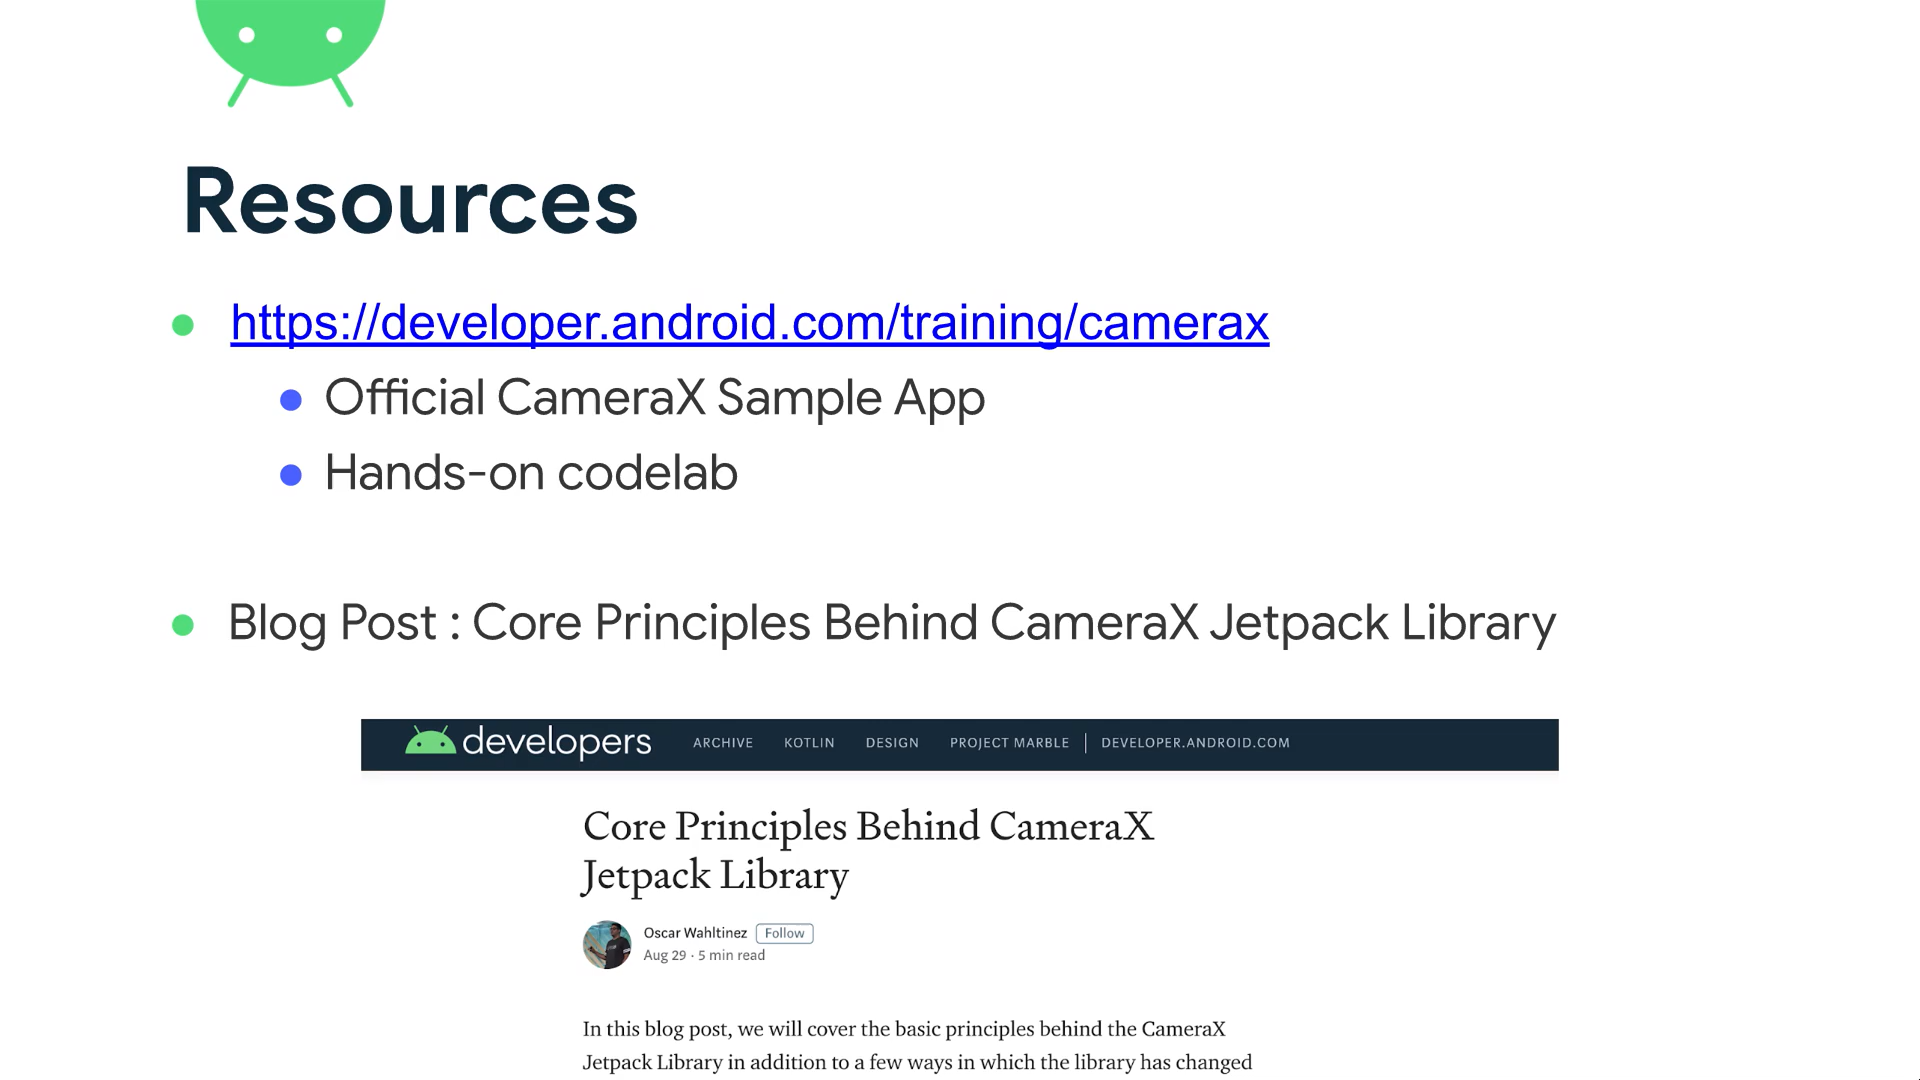 Resources
https://developer.android.com/training/camerax
Official CameraX Sample App
Hands-on codelab
Blog Post : Core Principles Behind CameraX Jetpack Library
developers ARCHIVE KOTLIN DESIGN PROJECT MARBLE DEVELOPER.ANDROID.COM
Core Principles Behind CameraX
Jetpack Library
Oscar Wahltinez Follow
Aug 29 · 5 min read
In this blog post, we will cover the basic principles behind the CameraX
Jetpack Library in addition to a few ways in which the library has changed